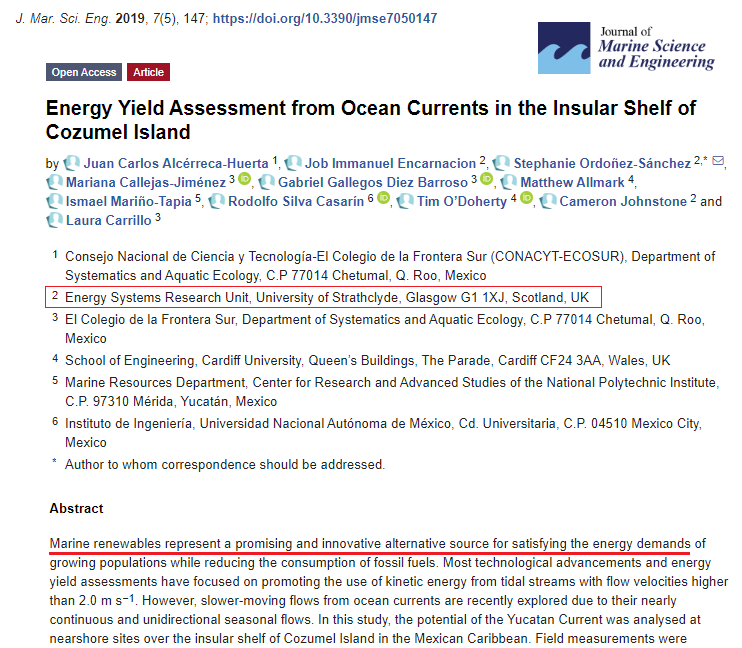 J. Mar. Sci. Eng. 2019, 7(5), 147; https://doi.org/10.3390/jmse7050147
Journal of
Marine Science
and Engineering
Open Access Article
Energy Yield Assessment from Ocean Currents in the Insular Shelf of
Cozumel Island
by Juan Carlos Alcérreca-Huerta 1, Job Immanuel Encarnacion 2, Stephanie Ordoñez-Sánchez 2,*,
Mariana Callejas-Jiménez 3 iD, Gabriel Gallegos Diez Barroso 3 iD, Matthew Allmark 4,
Ismael Mariño-Tapia 5, Rodolfo Silva Casarín 6 iD, Tim O’Doherty 4 iD, Cameron Johnstone 2 and
Laura Carrillo 3
1 Consejo Nacional de Ciencia y Tecnología-El Colegio de la Frontera Sur (CONACYT-ECOSUR), Department of
Systematics and Aquatic Ecology, C.P 77014 Chetumal, Q. Roo, Mexico
2 Energy Systems Research Unit, University of Strathclyde, Glasgow G1 1XJ, Scotland, UK
3 El Colegio de la Frontera Sur, Department of Systematics and Aquatic Ecology, C.P 77014 Chetumal, Q. Roo,
Mexico
4 School of Engineering, Cardiff University, Queen’s Buildings, The Parade, Cardiff CF24 3AA, Wales, UK
5 Marine Resources Department, Center for Research and Advanced Studies of the National Polytechnic Institute,
C.P. 97310 Mérida, Yucatán, Mexico
6 Instituto de Ingeniería, Universidad Nacional Autónoma de México, Cd. Universitaria, C.P. 04510 Mexico City,
Mexico
* Author to whom correspondence should be addressed.
Abstract
Marine renewables represent a promising and innovative alternative source for satisfying the energy demands of
growing populations while reducing the consumption of fossil fuels. Most technological advancements and energy
yield assessments have focused on promoting the use of kinetic energy from tidal streams with flow velocities higher
than 2.0 m s−1. However, slower-moving flows from ocean currents are recently explored due to their nearly
continuous and unidirectional seasonal flows. In this study, the potential of the Yucatan Current was analysed at
nearshore sites over the insular shelf of Cozumel Island in the Mexican Caribbean. Field measurements were